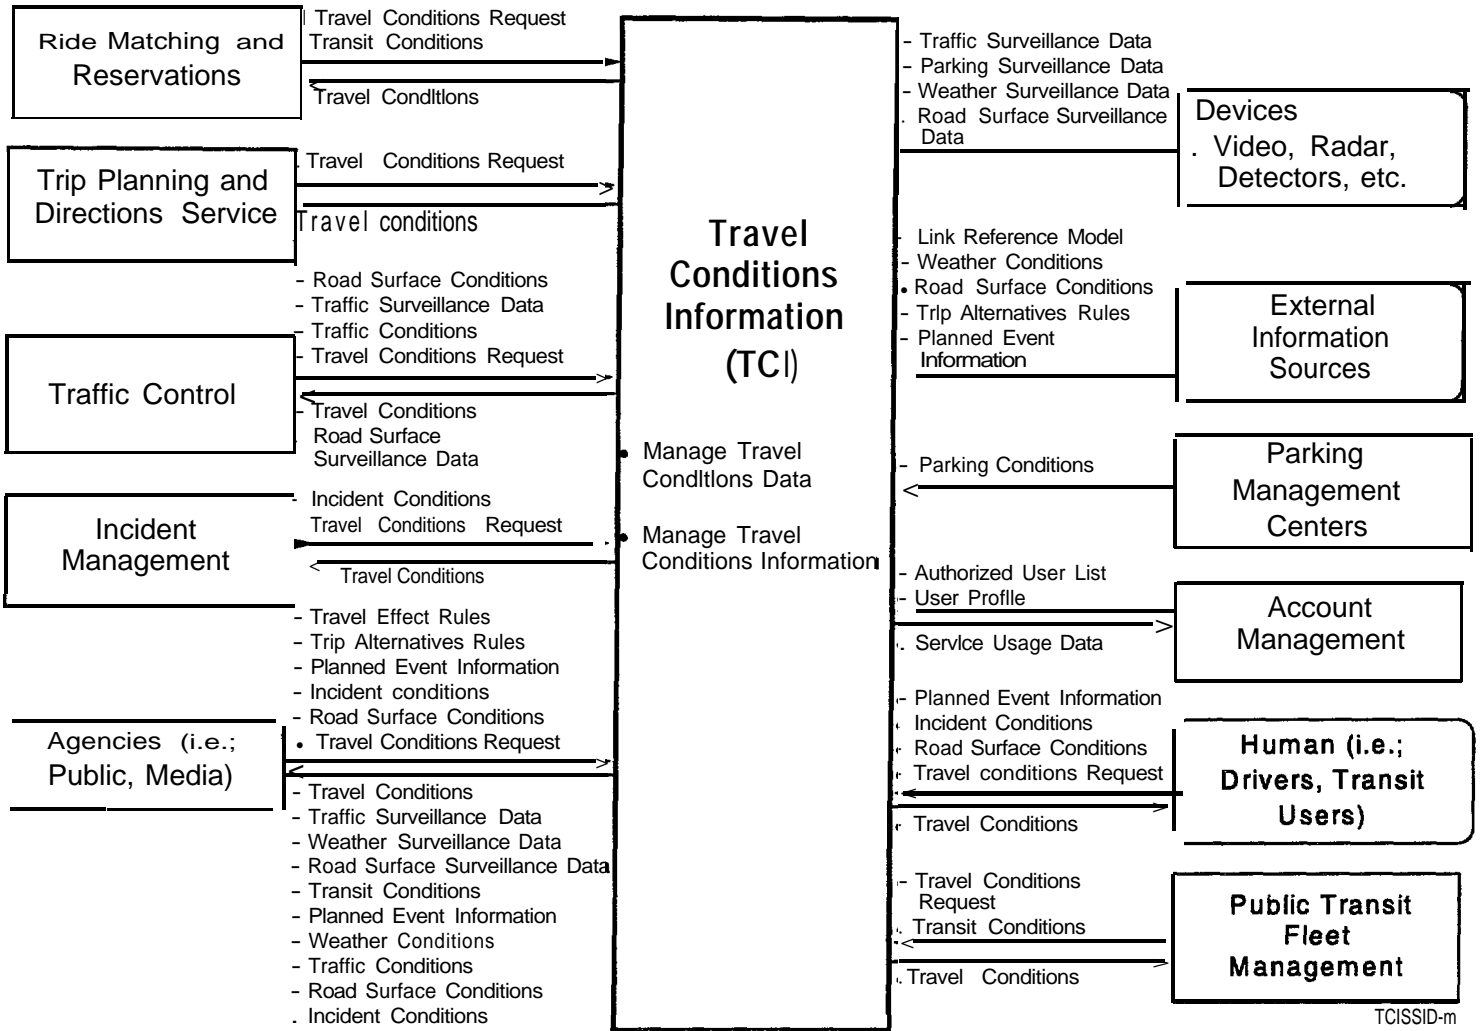 Travel Conditions Request
Transit Conditions
Ride Matching and
Reservations
Travel Condltlons
- Traffic Surveillance Data
- Parking Surveillance Data
- Weather Surveillance Data
. Road Surface Surveillance
Data
Devices
. Video, Radar,
Detectors, etc.
. Travel Conditions Request
Trip Planning and
Directions Service
Travel conditions
Travel
Conditions
Information
(TCI)
- Link Reference Model
- Weather Conditions
• Road Surface Conditions
- Trlp Alternatives Rules
- Planned Event
Information
External
Information
Sources
- Road Surface Conditions
- Traffic Surveillance Data
- Traffic Conditions
- Travel Conditions Request
Traffic Control
- Travel Conditions
. Road Surface
Surveillance Data
• Manage Travel
Condltlons Data
• Manage Travel
Conditions Information
- Parking Conditions
Parking
Management
Centers
- Incident Conditions
Travel Conditions Request
Incident
Management
Travel Conditions
- Authorized User List
- User Proflle
Account
Management
. Servlce Usage Data
- Travel Effect Rules
- Trip Alternatives Rules
- Planned Event Information
- Incident conditions
- Road Surface Conditions
• Travel Conditions Request
Agencies (i.e.;
Public, Media)
- Travel Conditions
- Traffic Surveillance Data
- Weather Surveillance Data
- Road Surface Surveillance Data
- Transit Conditions
- Planned Event Information
- Weather Conditions
- Traffic Conditions
- Road Surface Conditions
. Incident Conditions
- Planned Event Information
. Incident Conditions
- Road Surface Conditions
- Travel conditions Request
Human (i.e.;
Drivers, Transit
Users)
- Travel Conditions
- Travel Conditions
Request
. Transit Conditions
Public Transit
Fleet
Management
. Travel Conditions
TCISSID-m